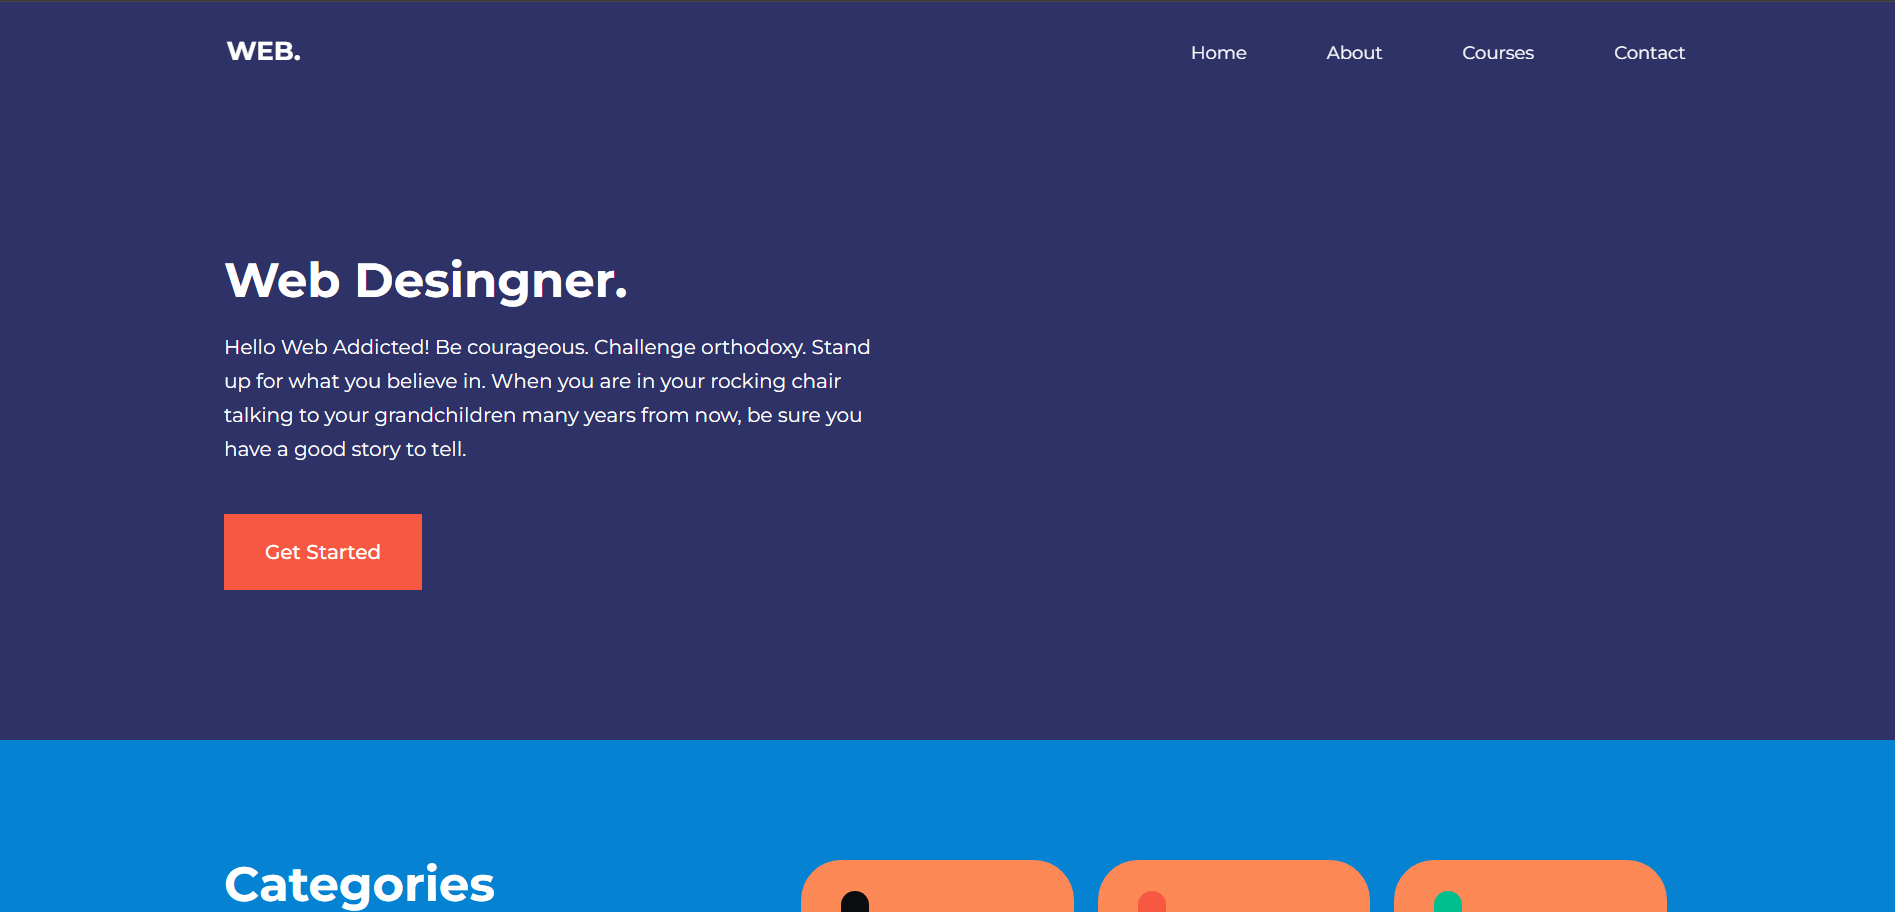 WEB.
Home About Courses Contact
Web Desingner.
Hello Web Addicted! Be courageous. Challenge orthodoxy. Stand
up for what you believe in. When you are in your rocking chair
talking to your grandchildren many years from now, be sure you
have a good story to tell.
Get Started
Categories